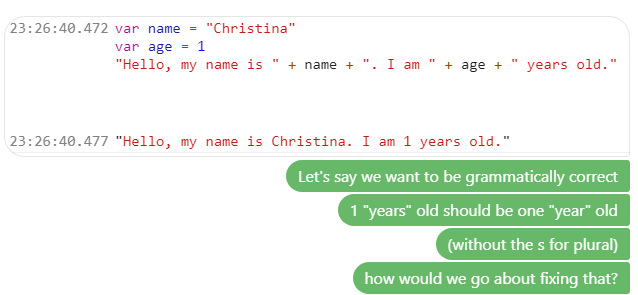 23:26:40.472 var name = "Christina"
var age = 1
"Hello, my name is " + name + ". I am " + age + " years old."
23:26:40.477 "Hello, my name is Christina. I am 1 years old."
Let's say we want to be grammatically correct
1 "years" old should be one "year" old
(without the s for plural)
how would we go about fixing that?